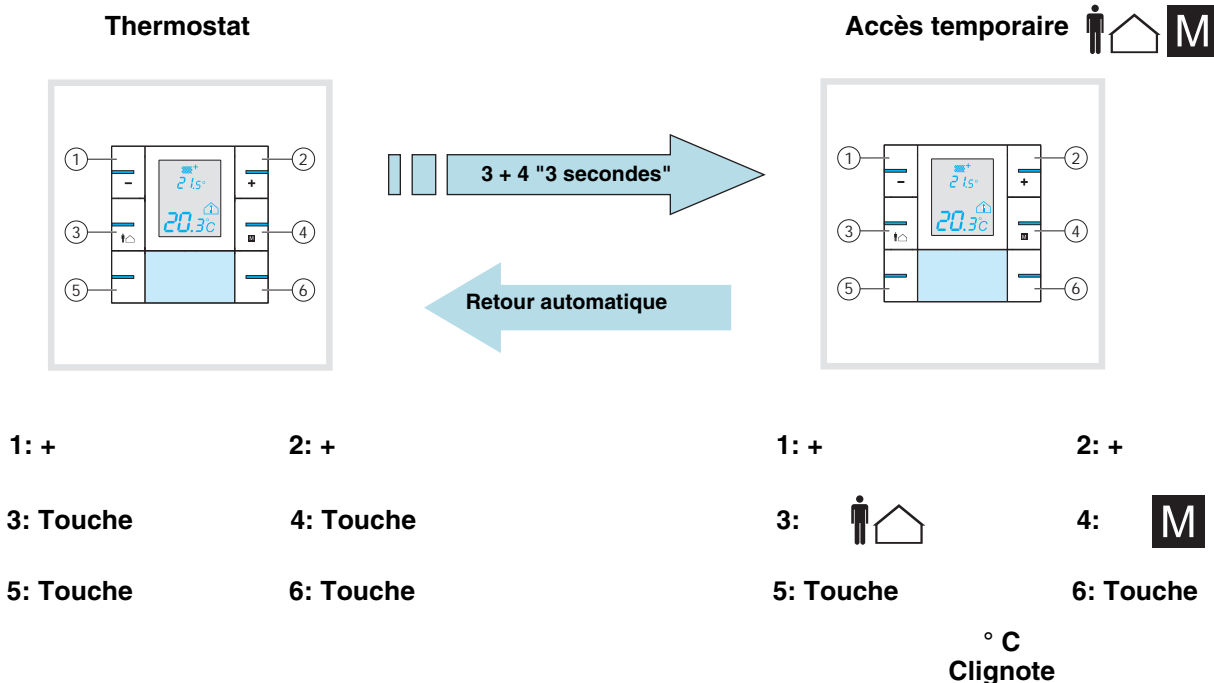 Thermostat
Accès temporaire M
1 2
- +
21.5°
20.3°C
3 4
M
5 6
3 + 4 "3 secondes"
Retour automatique
1 2
- +
21.5°
20.3°C
3 4
M
5 6
1: + 2: + 1: + 2: +
3: Touche 4: Touche 3: 4: M
5: Touche 6: Touche 5: Touche 6: Touche
° C
Clignote